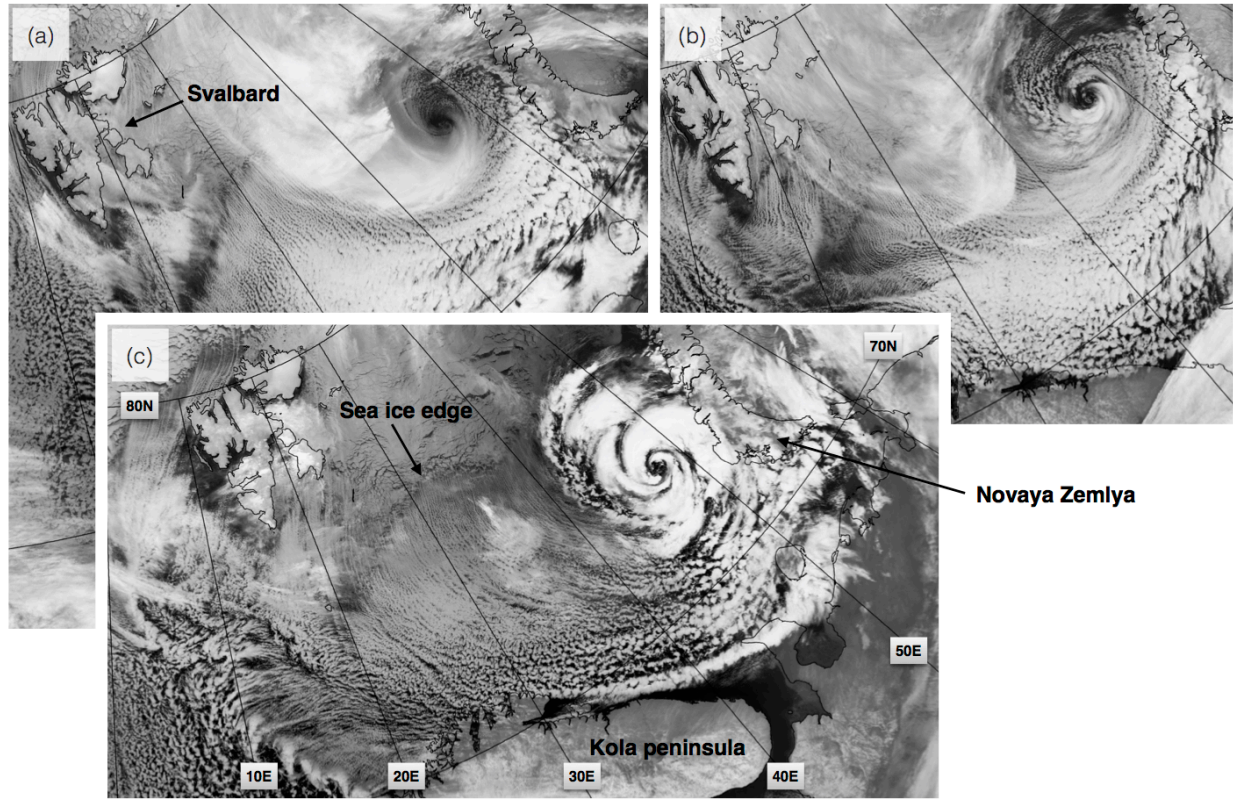 (a)
Svalbard
(b)
(c)
70N
80N
Sea ice edge
Novaya Zemlya
50E
Kola peninsula
10E
20E
30E
40E